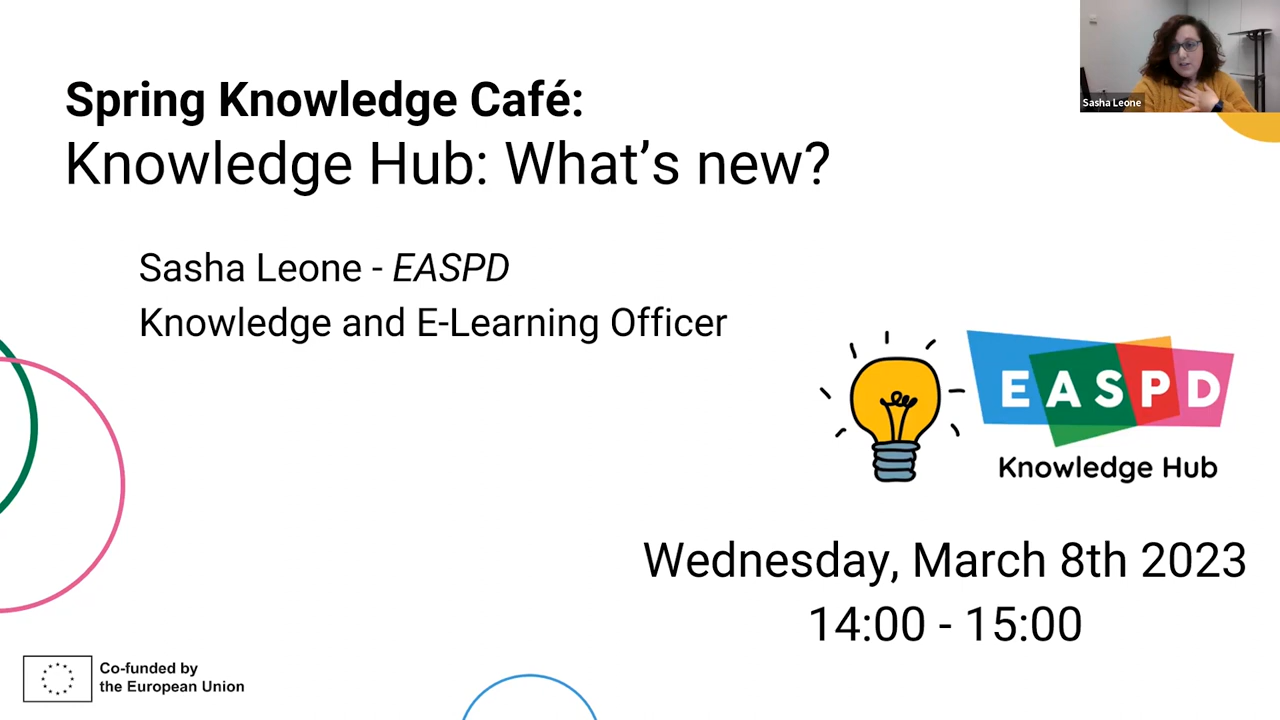 Sasha Leone
Spring Knowledge Café:
Knowledge Hub: What's new?
Sasha Leone - EASPD
Knowledge and E-Learning Officer
EASPD
Knowledge Hub
Wednesday, March 8th 2023
14:00 - 15:00
Co-funded by
the European Union